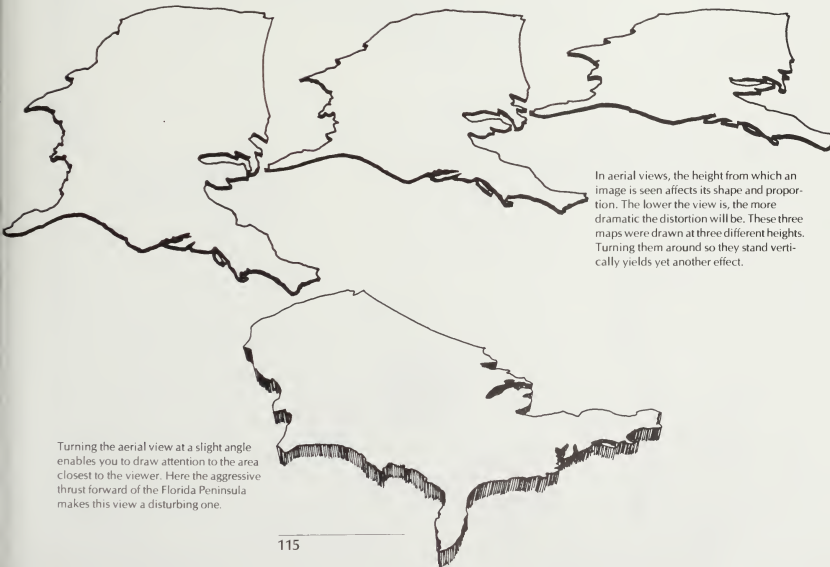 In aerial views, the height from which an
image is seen affects its shape and propor-
tion. The lower the view is, the more
dramatic the distortion will be. These three
maps were drawn at three different heights.
Turning them around so they stand verti-
cally yields yet another effect.
Turning the aerial view at a slight angle
enables you to draw attention to the area
closest to the viewer. Here the aggressive
thrust forward of the Florida Peninsula
makes this view a disturbing one.
115